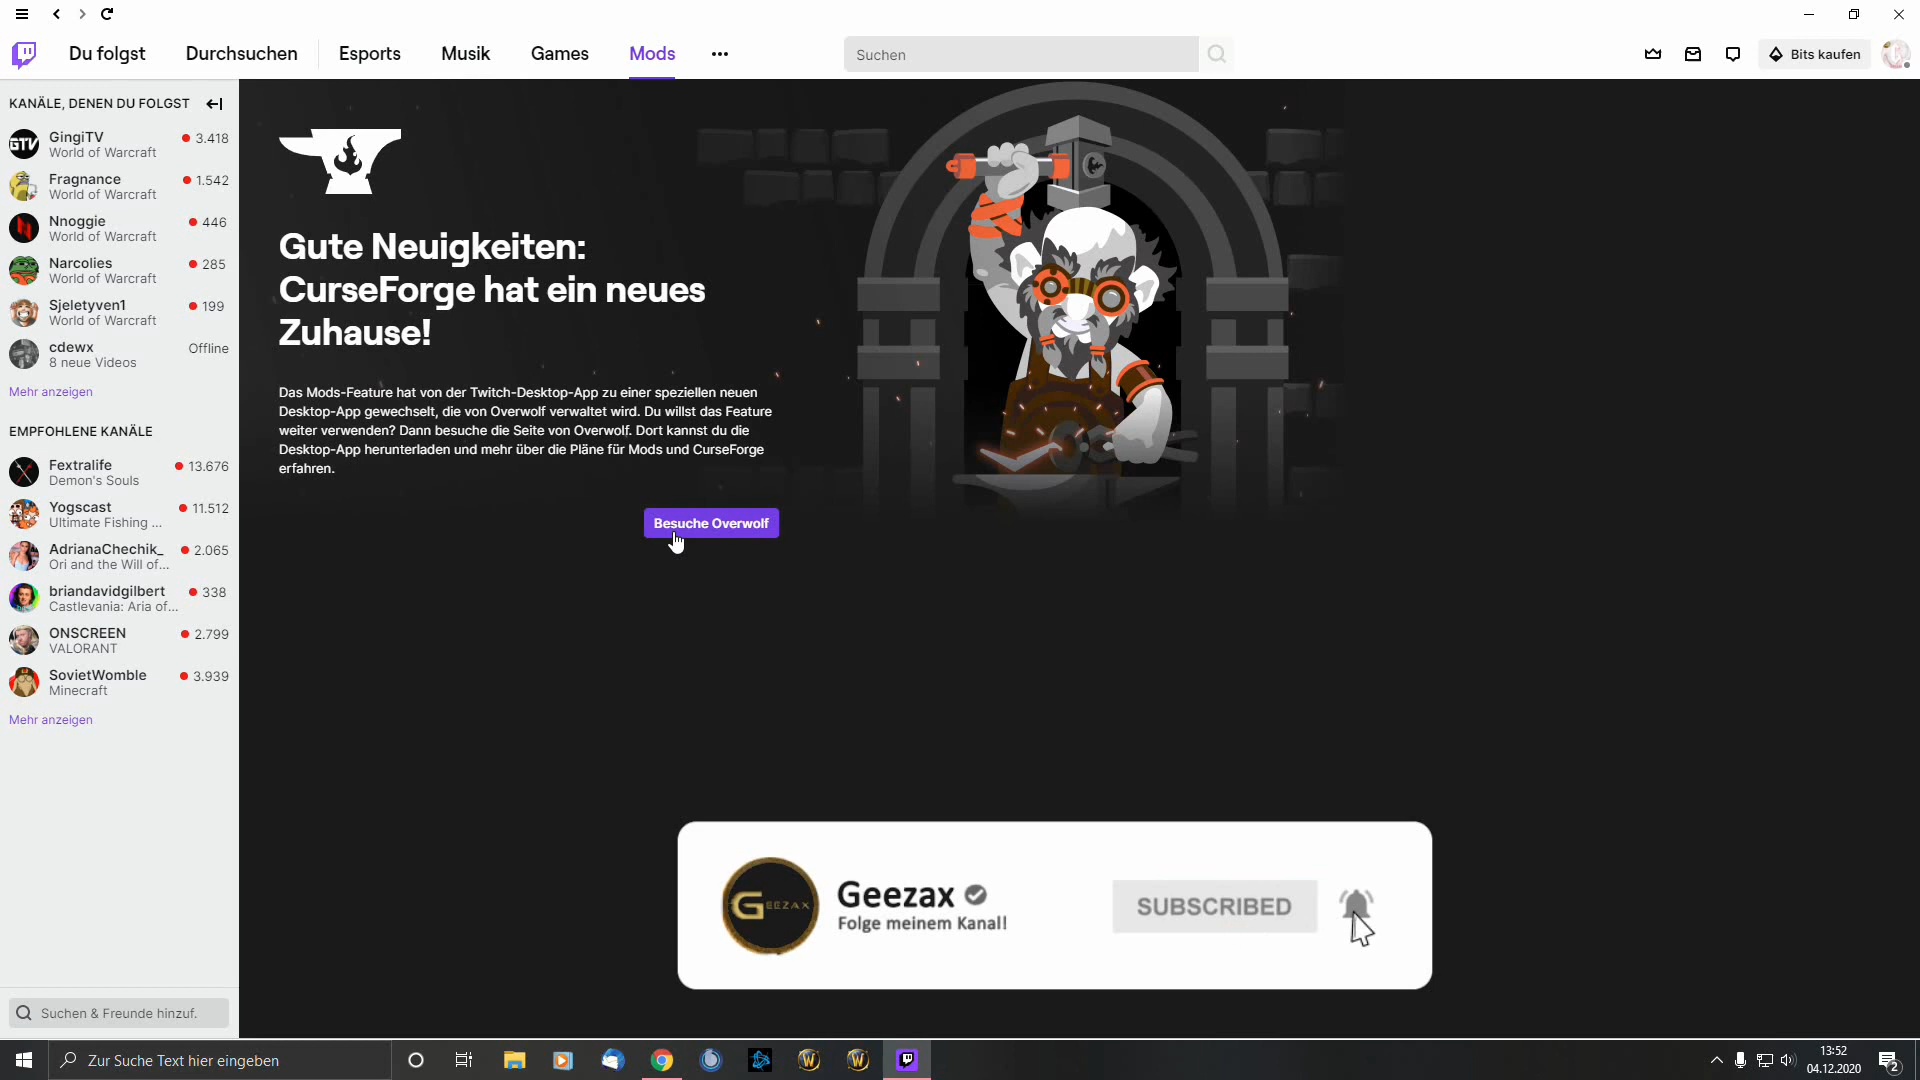 Du folgst
Durchsuchen
Esports
Musik
Games
Mods
Suchen
Bits kaufen
KANÄLE, DENEN DU FOLGST
GTV
GingiTV
3.418
World of Warcraft
Fragnance
1.542
World of Warcraft
Nnoggie
446
World of Warcraft
Narcolies
285
World of Warcraft
Sjeletyven1
199
World of Warcraft
cdewx
Offline
8 neue Videos
Mehr anzeigen
EMPFOHLENE KANÄLE
Fextralife
13.676
Demon's Souls
Yogscast
11.512
Ultimate Fishing ...
AdrianaChechik_
2.065
Ori and the Will of...
briandavidgilbert
338
Castlevania: Aria of...
ONSCREEN
2.799
VALORANT
SovietWomble
3.939
Minecraft
Mehr anzeigen
Suchen & Freunde hinzuf.
Gute Neuigkeiten:
CurseForge hat ein neues
Zuhause!
Das Mods-Feature hat von der Twitch-Desktop-App zu einer speziellen neuen
Desktop-App gewechselt, die von Overwolf verwaltet wird. Du willst das Feature
weiter verwenden? Dann besuche die Seite von Overwolf. Dort kannst du die
Desktop-App herunterladen und mehr über die Pläne für Mods und CurseForge
erfahren.
Besuche Overwolf
GEEZAX
Geezax
Folge meinem Kanal!
SUBSCRIBED
Zur Suche Text hier eingeben
13:52
04.12.2020
2